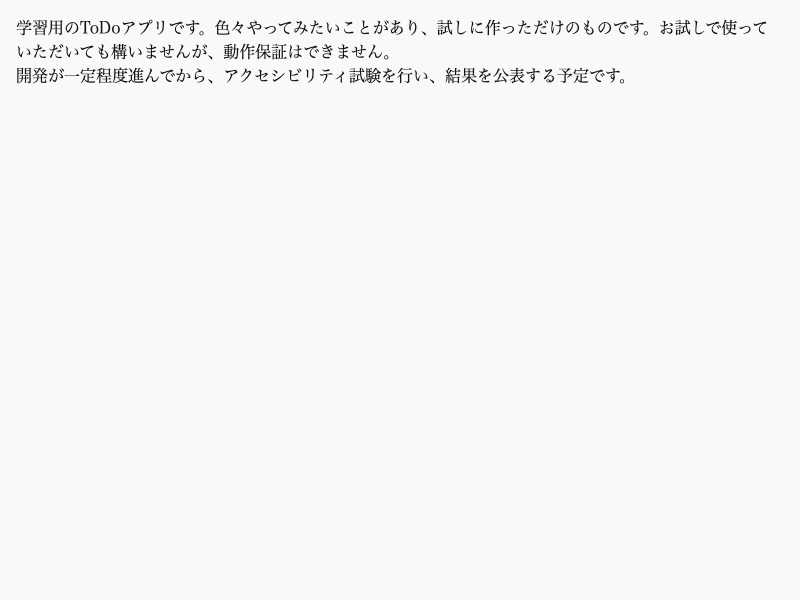 学習用のToDoアプリです。色々やってみたいことがあり、試しに作っただけのものです。お試しで使って
いただいても構いませんが、動作保証はできません。
開発が一定程度進んでから、アクセシビリティ試験を行い、結果を公表する予定です。